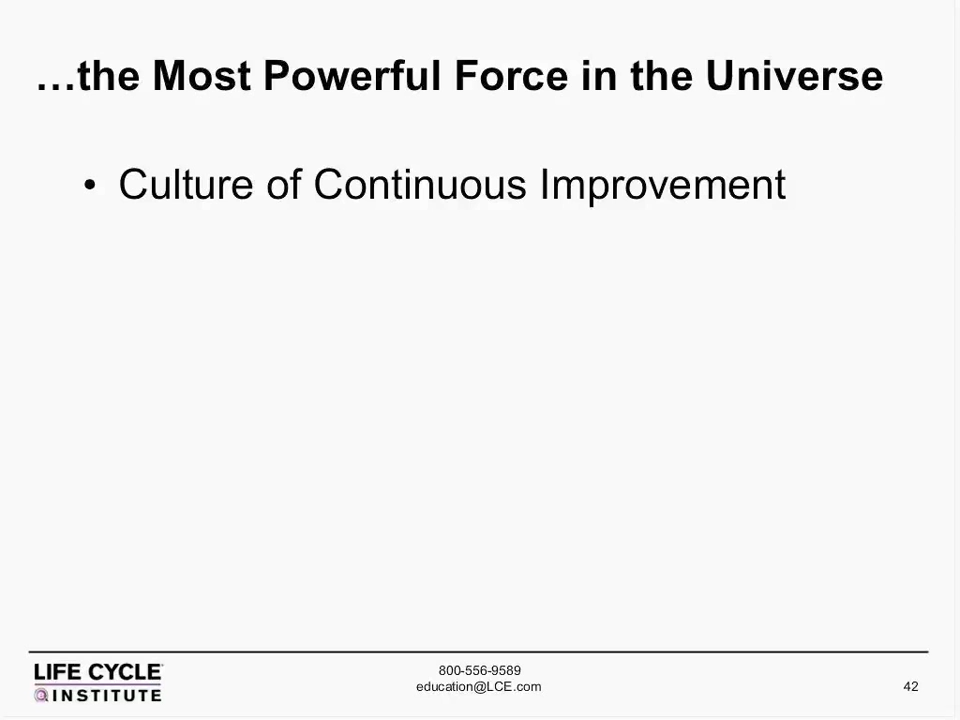 …the Most Powerful Force in the Universe
• Culture of Continuous Improvement
LIFE CYCLE
INSTITUTE
800-556-9589
education@LCE.com
42